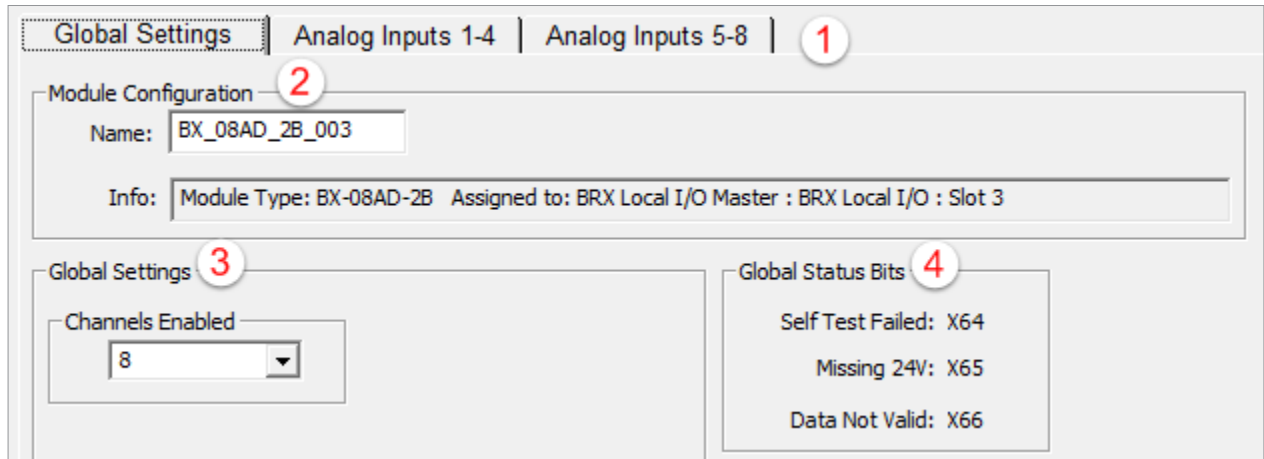 Global Settings Analog Inputs 1-4 Analog Inputs 5-8 1
Module Configuration 2
Name: BX_08AD_2B_003
Info: Module Type: BX-08AD-2B Assigned to: BRX Local I/O Master : BRX Local I/O : Slot 3
Global Settings 3
Channels Enabled
8
Global Status Bits 4
Self Test Failed: X64
Missing 24V: X65
Data Not Valid: X66